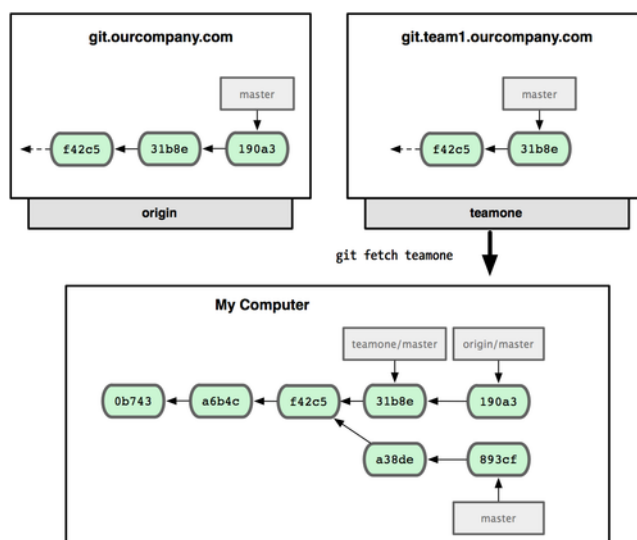 git.ourcompany.com
master
f42c5 31b8e 190a3
origin
git.team1.ourcompany.com
master
f42c5 31b8e
teamone
git fetch teamone
My Computer
teamone/master origin/master
0b743 a6b4c f42c5 31b8e 190a3
a38de 893cf
master